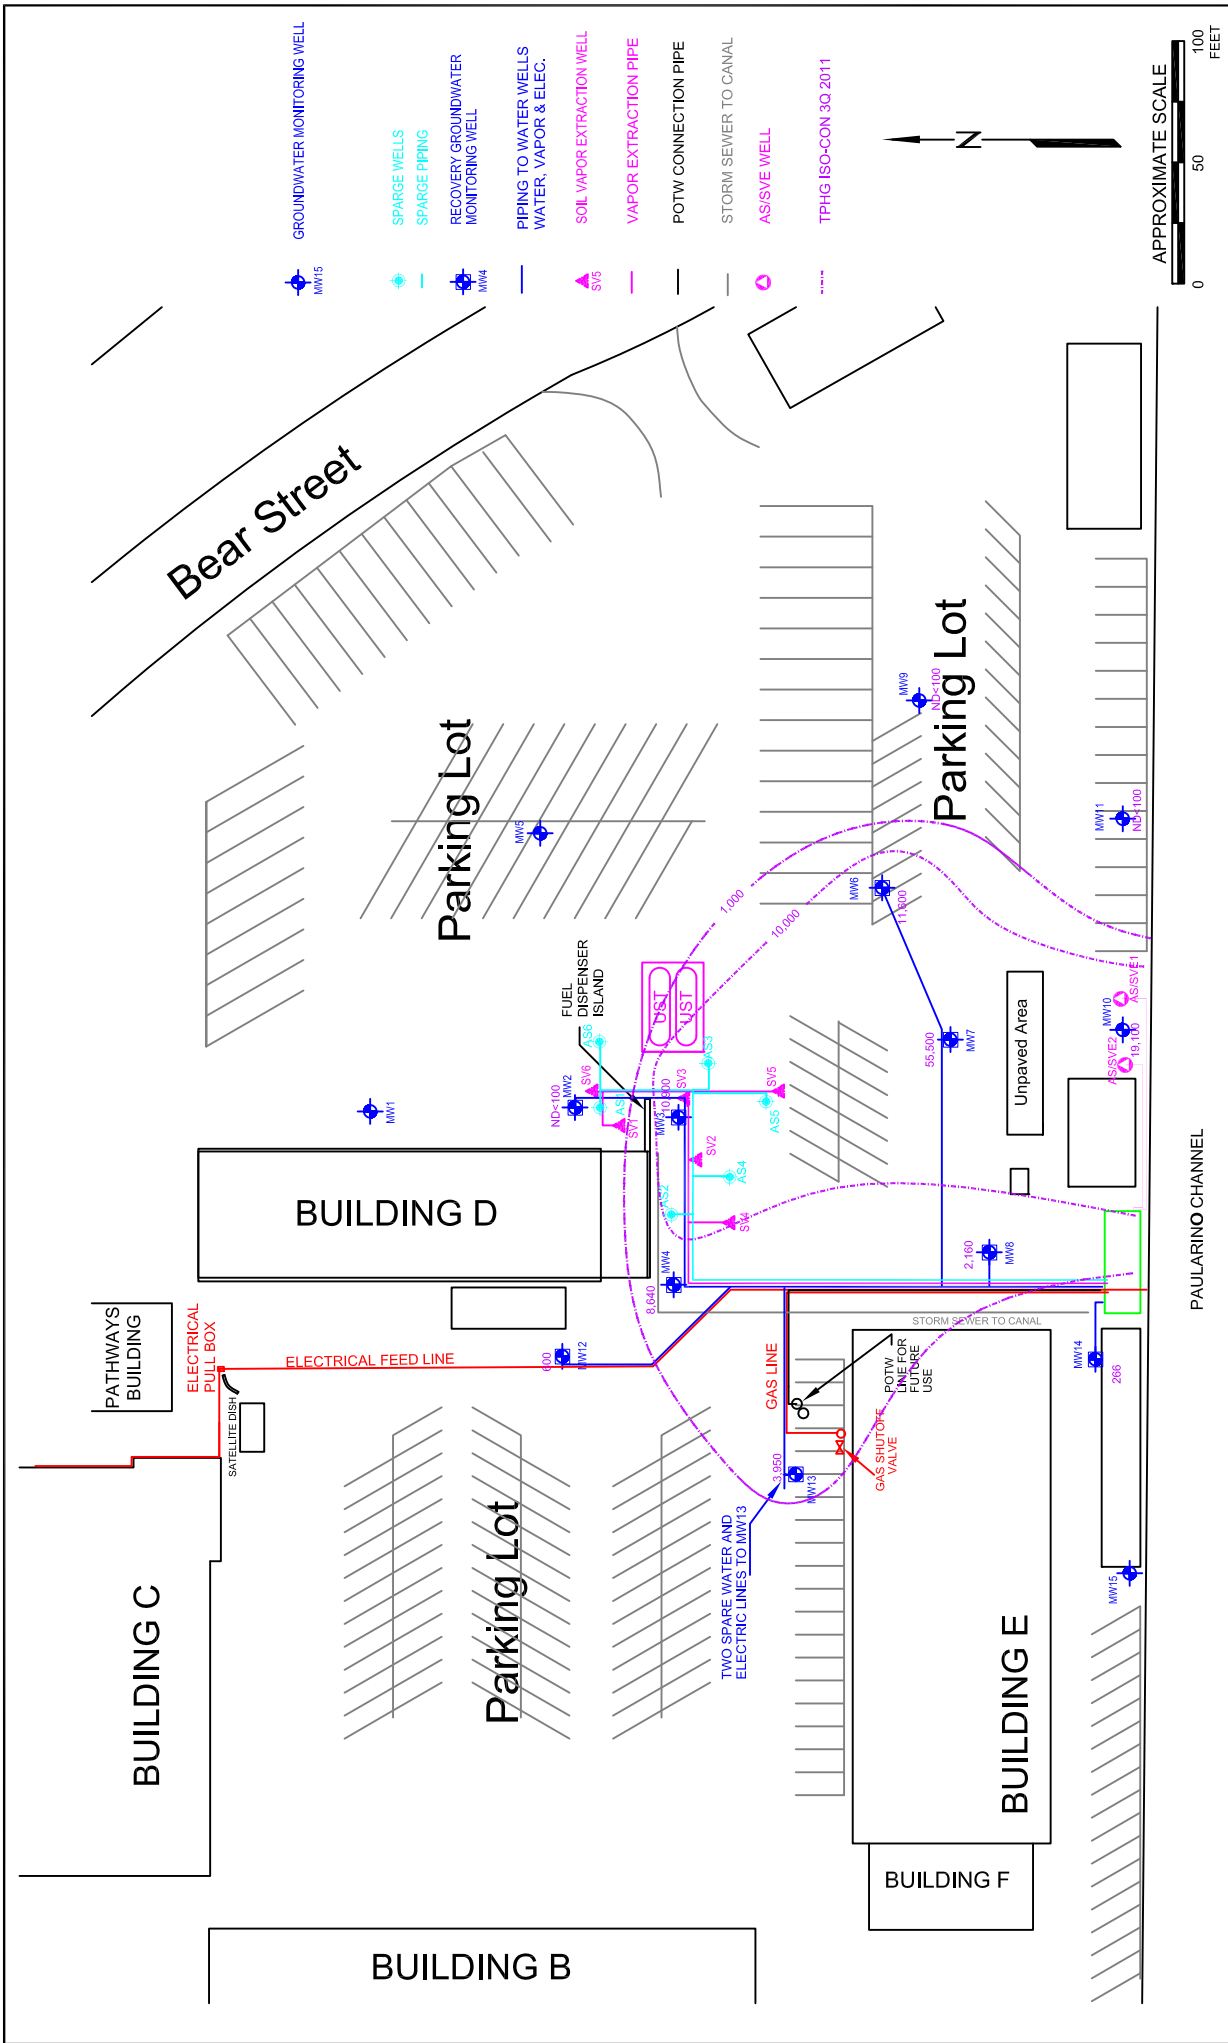 GROUNDWATER MONITORING WELL
MW15
SPARGE WELLS
SPARGE PIPING
RECOVERY GROUNDWATER
MONITORING WELL
MW4
PIPING TO WATER WELLS
WATER, VAPOR & ELEC.
SOIL VAPOR EXTRACTION WELL
SV5
VAPOR EXTRACTION PIPE
POTW CONNECTION PIPE
STORM SEWER TO CANAL
AS/SVE WELL
TPHG ISO-CON 3Q 2011
N
APPROXIMATE SCALE
0
50
100
FEET
Bear Street
Parking Lot
MW5
MW9
ND<100
Parking Lot
MW11
ND<100
MW6
11,600
1,000
10,000
FUEL
DISPENSER
ISLAND
UST
UST
AS6
AS3
SV6
MW2
ND<100
AS1
SV1
SV3
10,900
MW3
SV5
AS5
SV2
AS4
AS2
SV4
MW1
55,500
MW7
Unpaved Area
AS/SVE1
MW10
19,100
AS/SVE2
BUILDING D
MW4
8,640
2,160
MW8
PAULARINO CHANNEL
PATHWAYS
BUILDING
ELECTRICAL
PULL BOX
ELECTRICAL FEED LINE
600
MW12
SATELLITE DISH
STORM SEWER TO CANAL
GAS LINE
POTW
LINE FOR
FUTURE
USE
MW14
266
GAS SHUTOFF
VALVE
3,950
MW13
TWO SPARE WATER AND
ELECTRIC LINES TO MW13
MW15
BUILDING C
Parking Lot
BUILDING E
BUILDING F
BUILDING B